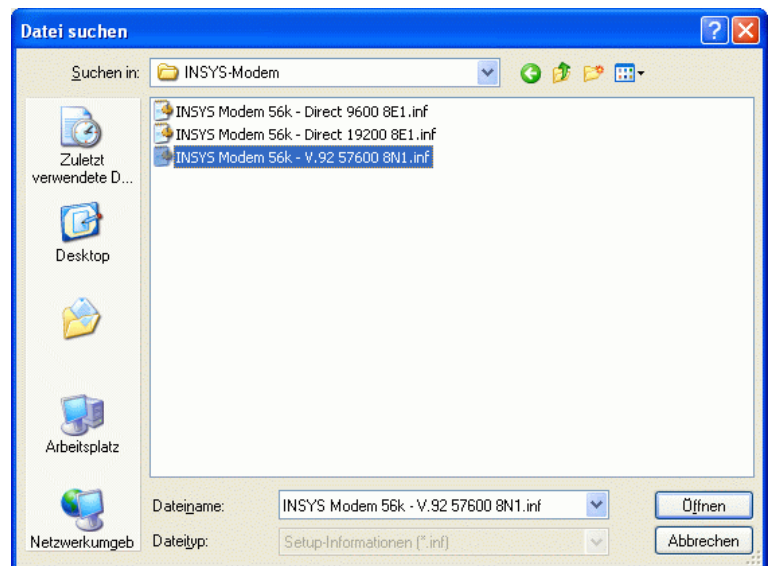 Datei suchen
Suchen in: INSYS-Modem
INSYS Modem 56k - Direct 9600 8E1.inf
INSYS Modem 56k - Direct 19200 8E1.inf
INSYS Modem 56k - V.92 57600 8N1.inf
Zuletzt
verwendete D...
Desktop
Arbeitsplatz
Netzwerkumgeb
Dateiname: INSYS Modem 56k - V.92 57600 8N1.inf Öffnen
Dateityp: Setup-Informationen (*.inf) Abbrechen